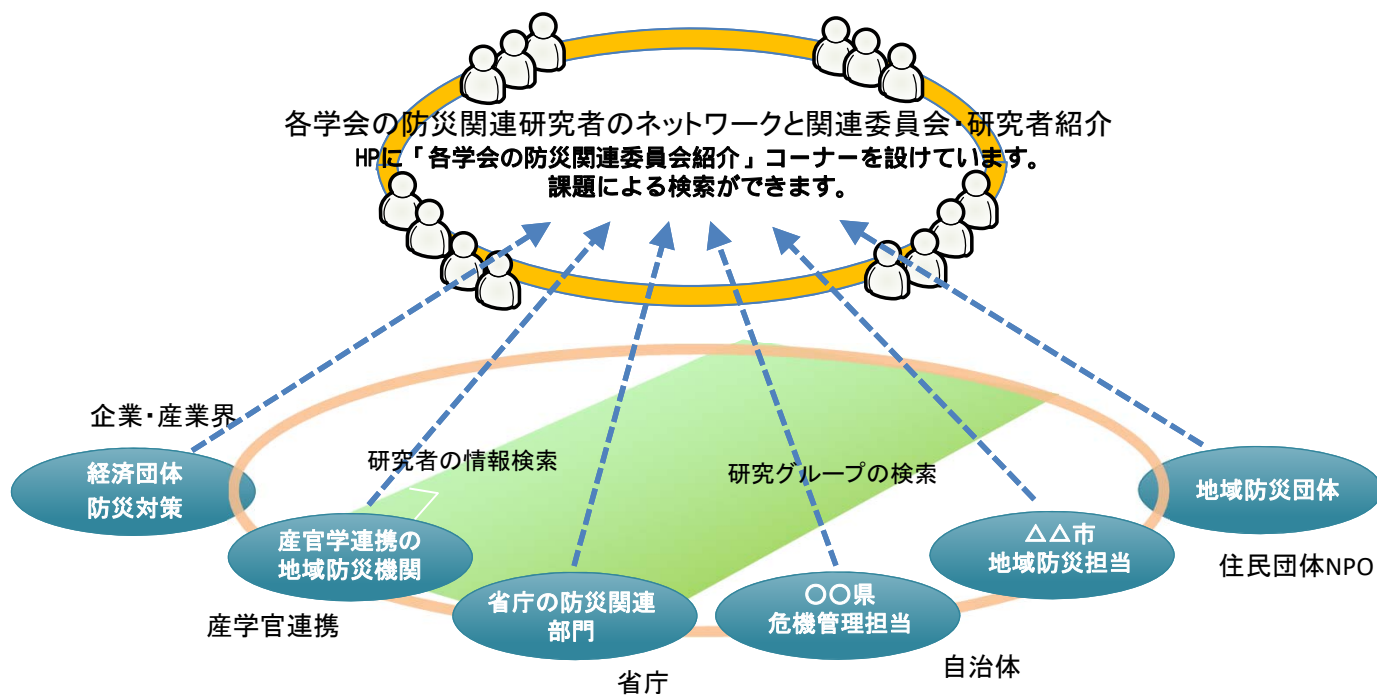 各学会の防災関連研究者のネットワークと関連委員会・研究者紹介
HPに「各学会の防災関連委員会紹介」コーナーを設けています。
課題による検索ができます。
企業・産業界
経済団体
防災対策
研究者の情報検索
研究グループの検索
地域防災団体
産官学連携の
地域防災機関
△△市
地域防災担当
住民団体NPO
省庁の防災関連
部門
〇〇県
危機管理担当
産学官連携
自治体
省庁